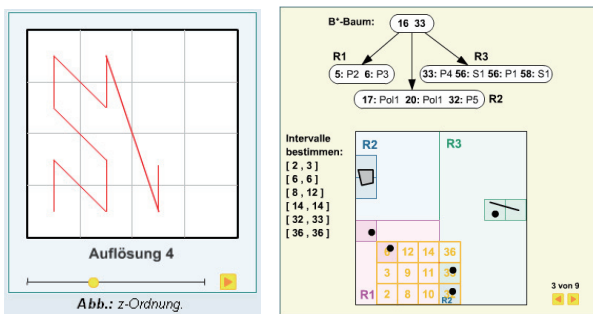 Auflösung 4
Abb.: z-Ordnung.
B*-Baum: 16 33
R1
R3
5: P2 6: P3
33: P4 56: S1 56: P1 58: S1
17: Pol1 20: Pol1 32: P5
R2
Intervalle
bestimmen:
[ 2 , 3 ]
[ 6 , 6 ]
[ 8 , 12 ]
[ 14 , 14 ]
[ 32 , 33 ]
[ 36 , 36 ]
R2
R3
12 14 36
3 9 11
R1
2 8 10
R2
3 von 9